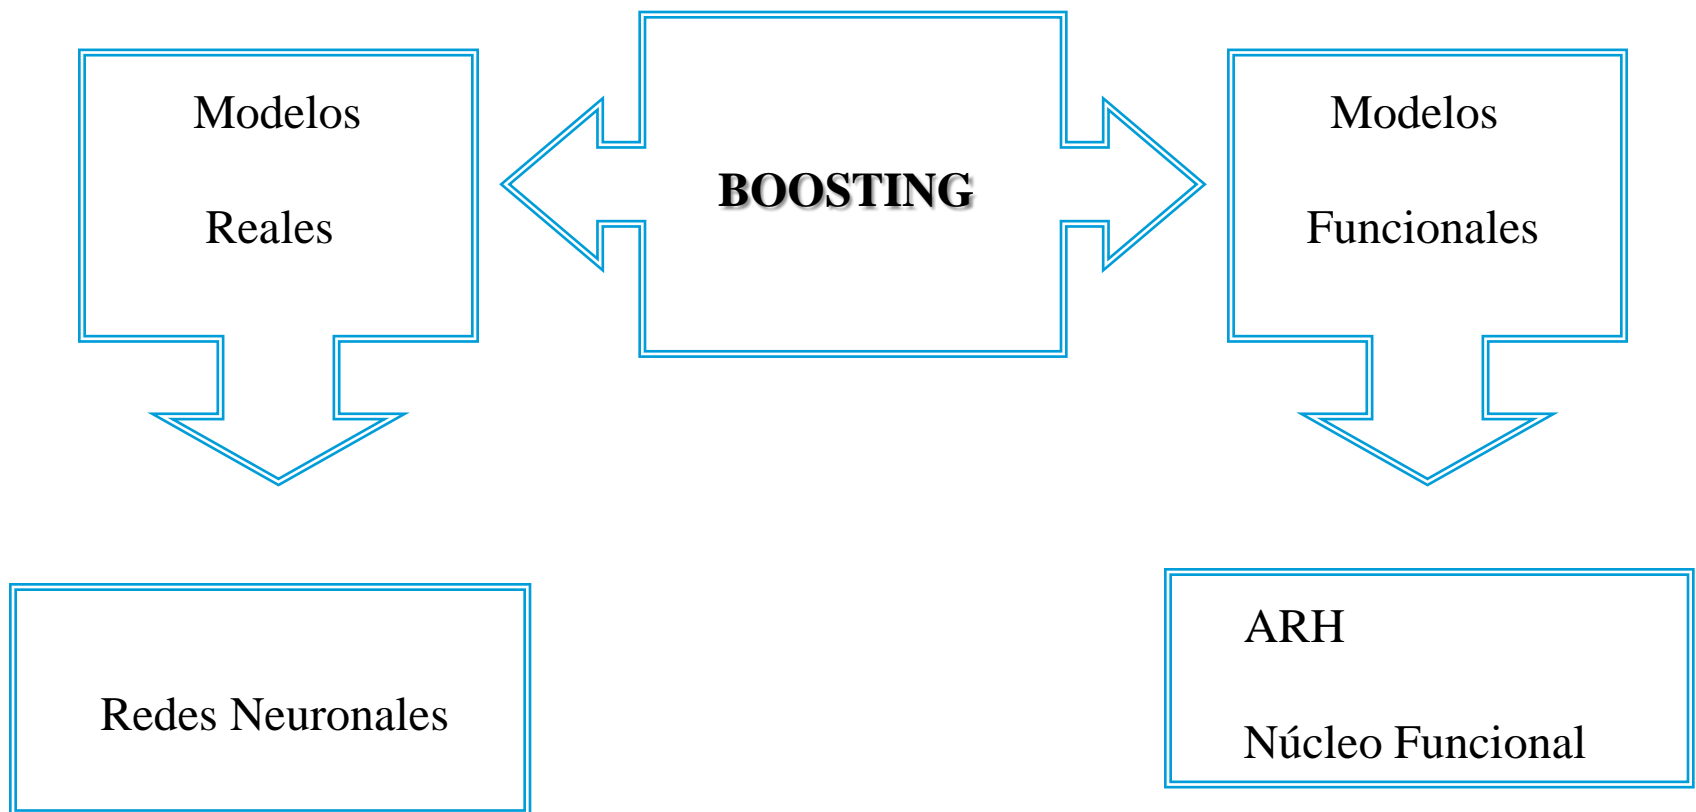 Modelos
Reales
BOOSTING
Modelos
Funcionales
Redes Neuronales
ARH
Núcleo Funcional